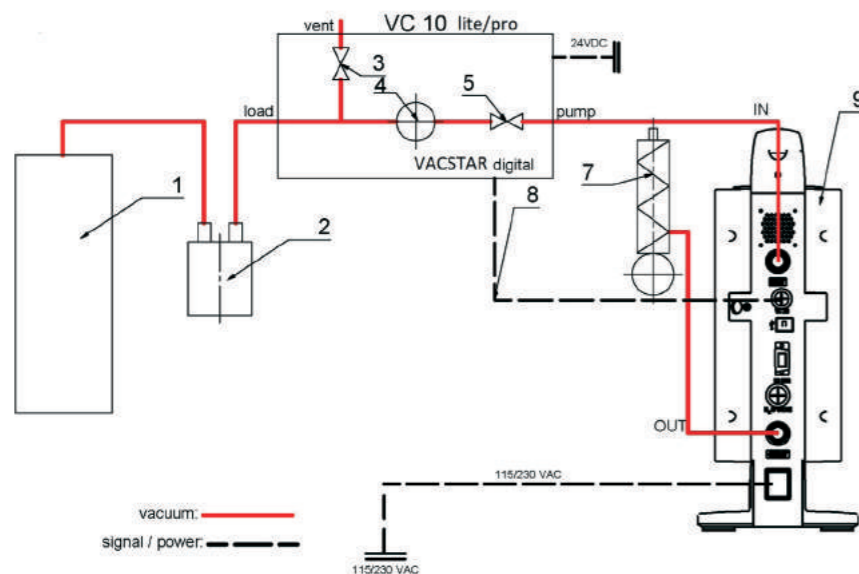 vent
VC 10 lite/pro
24VDC
3
4
5
load
pump
IN
VACSTAR digital
1
2
7
8
9
OUT
115/230 VAC
vacuum:
signal / power:
115/230 VAC